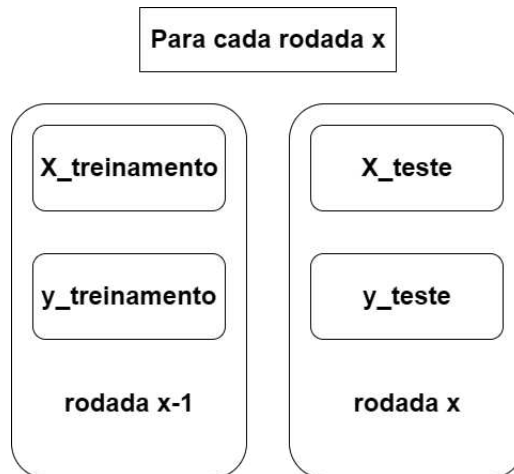 Para cada rodada x
X_treinamento
y_treinamento
rodada x-1
X_teste
y_teste
rodada x